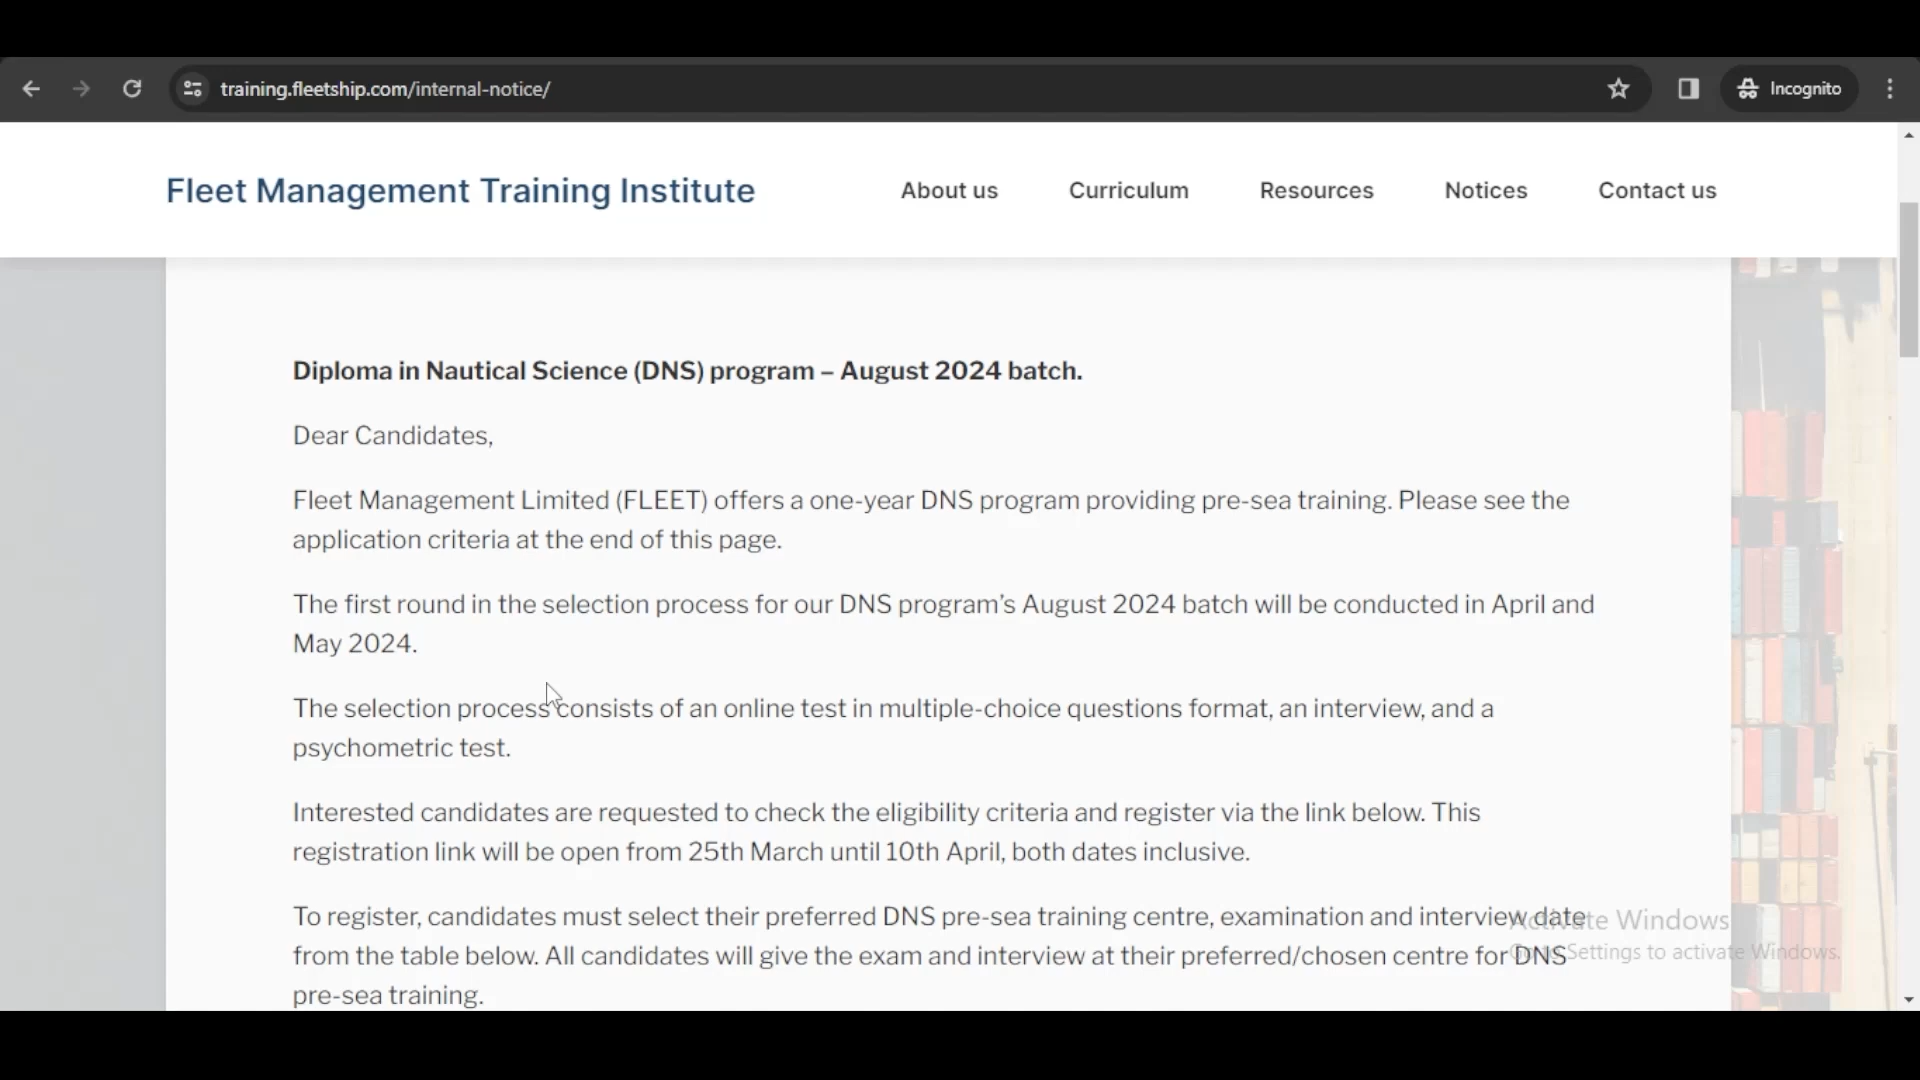 training.fleetship.com/internal-notice/
Incognito
Fleet Management Training Institute
About us
Curriculum
Resources
Notices
Contact us
Diploma in Nautical Science (DNS) program – August 2024 batch.
Dear Candidates,
Fleet Management Limited (FLEET) offers a one-year DNS program providing pre-sea training. Please see the
application criteria at the end of this page.
The first round in the selection process for our DNS program’s August 2024 batch will be conducted in April and
May 2024.
The selection process consists of an online test in multiple-choice questions format, an interview, and a
psychometric test.
Interested candidates are requested to check the eligibility criteria and register via the link below. This
registration link will be open from 25th March until 10th April, both dates inclusive.
To register, candidates must select their preferred DNS pre-sea training centre, examination and interview date
from the table below. All candidates will give the exam and interview at their preferred/chosen centre for DNS
pre-sea training.
Activate Windows
Go to Settings to activate Windows.